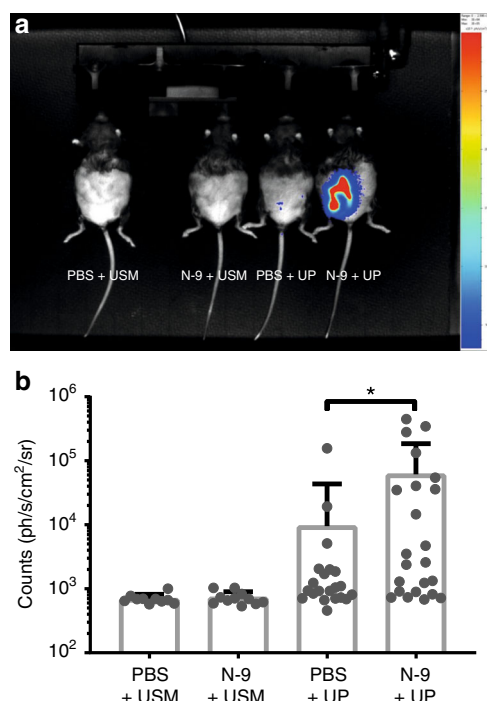 a
PBS + USM
N-9 + USM
PBS + UP
N-9 + UP
b
*
Counts (ph/s/cm²/sr)
10⁶
10⁵
10⁴
10³
10²
PBS + USM
N-9 + USM
PBS + UP
N-9 + UP